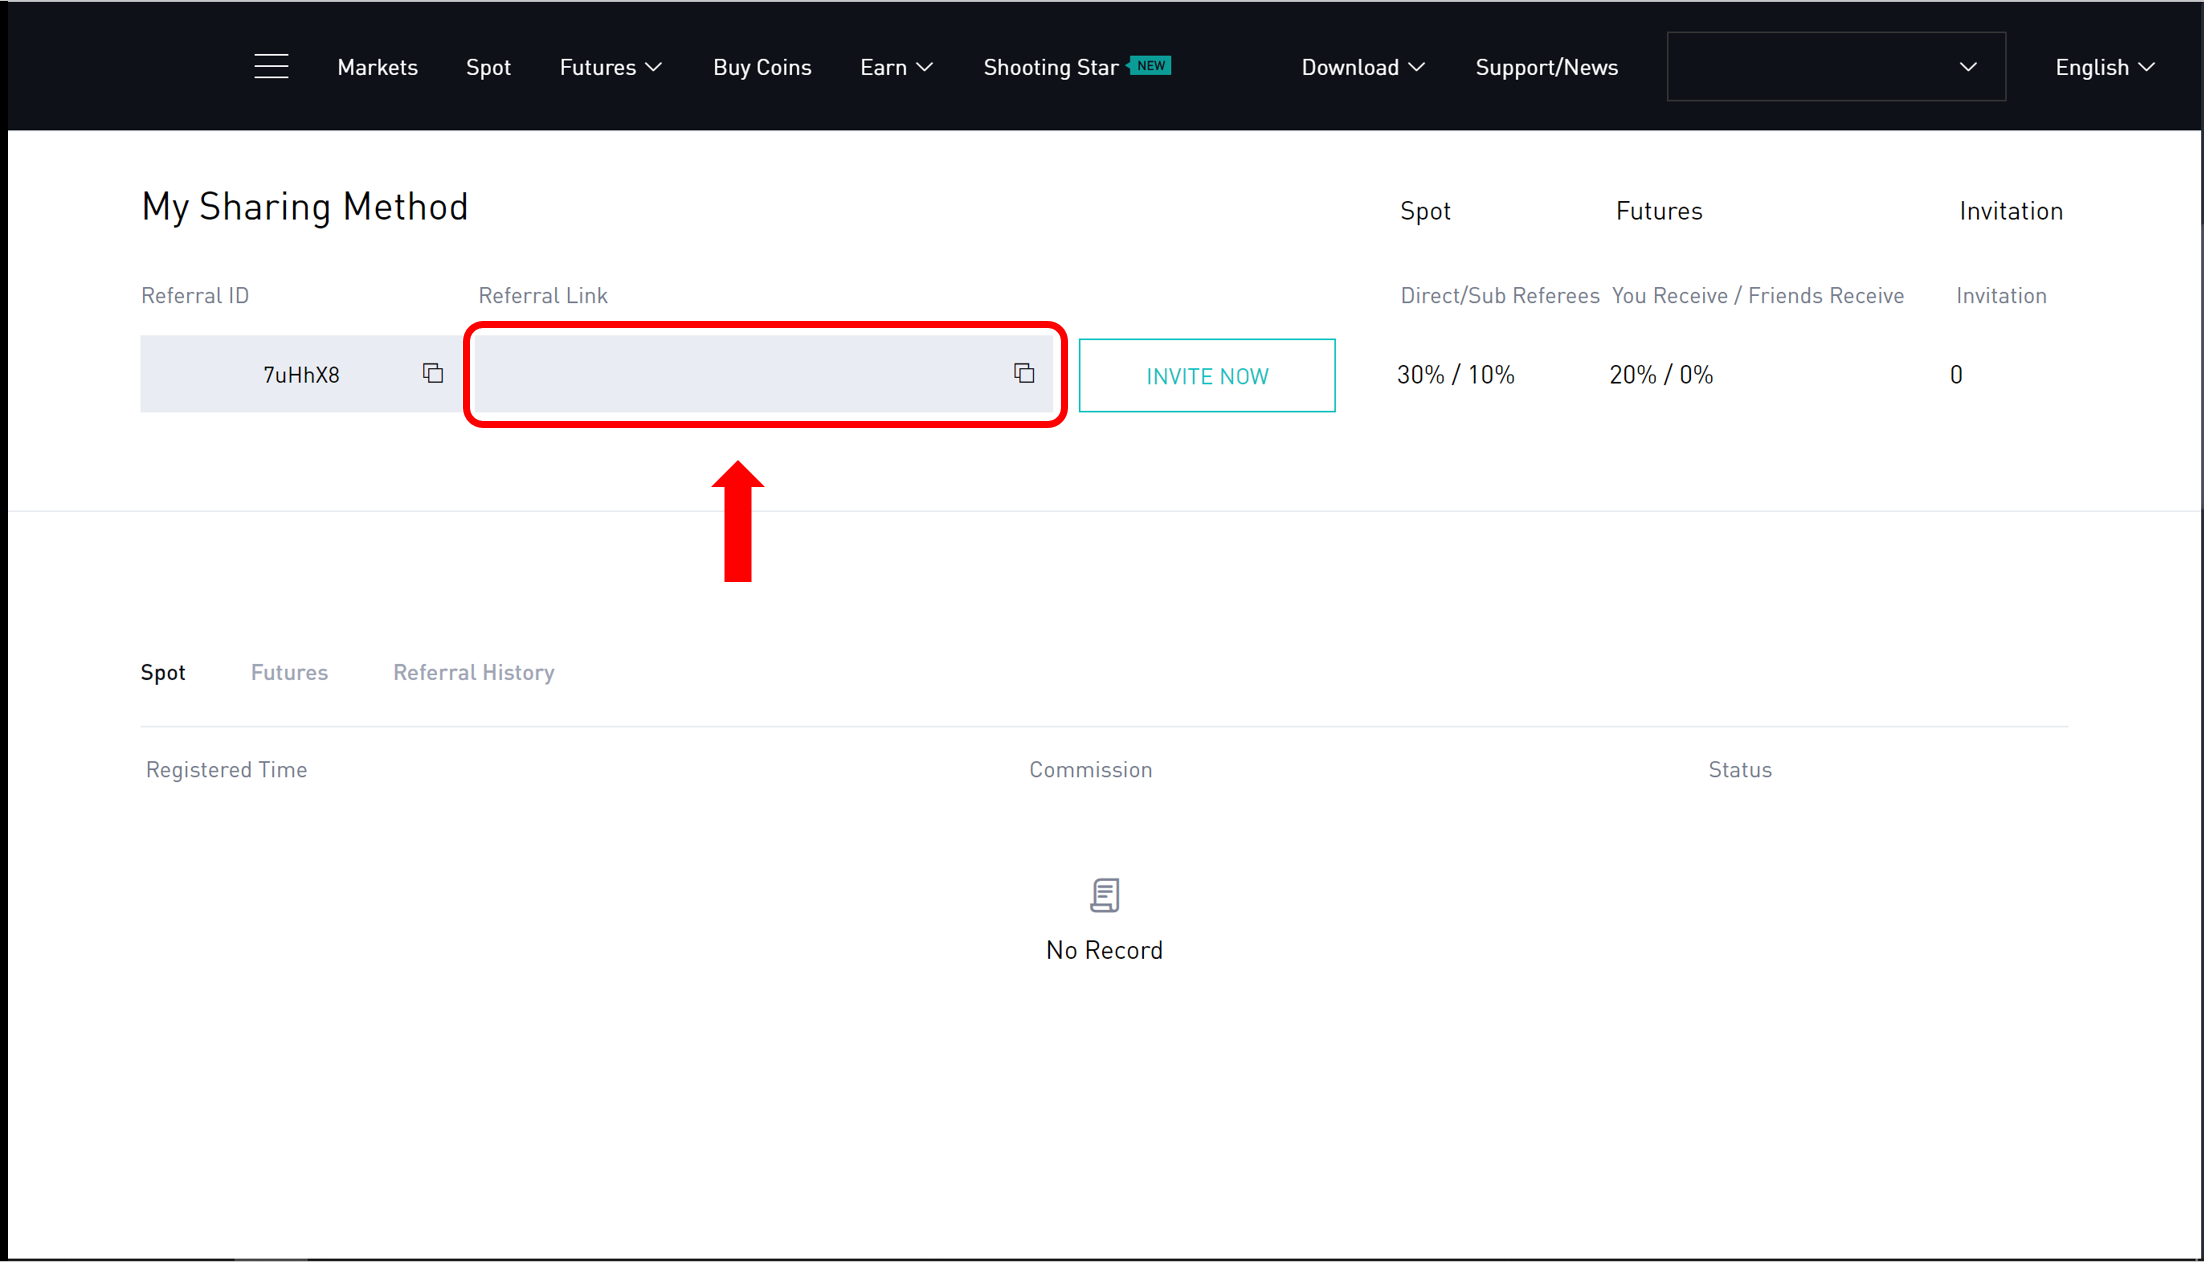 Markets Spot Futures Buy Coins Earn Shooting Star NEW Download Support/News English
My Sharing Method Spot Futures Invitation
Referral ID Referral Link Direct/Sub Referees You Receive / Friends Receive Invitation
7uHhX8 INVITE NOW 30% / 10% 20% / 0% 0
Spot Futures Referral History
Registered Time Commission Status
No Record